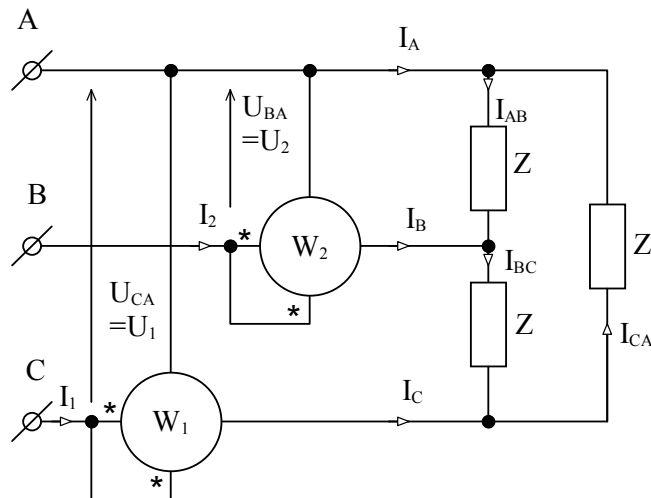 A
I_A
U_BA
=U_2
I_AB
Z
B
I_2
*
W_2
I_B
Z
I_BC
*
U_CA
=U_1
Z
I_CA
C
I_1
*
W_1
I_C
*